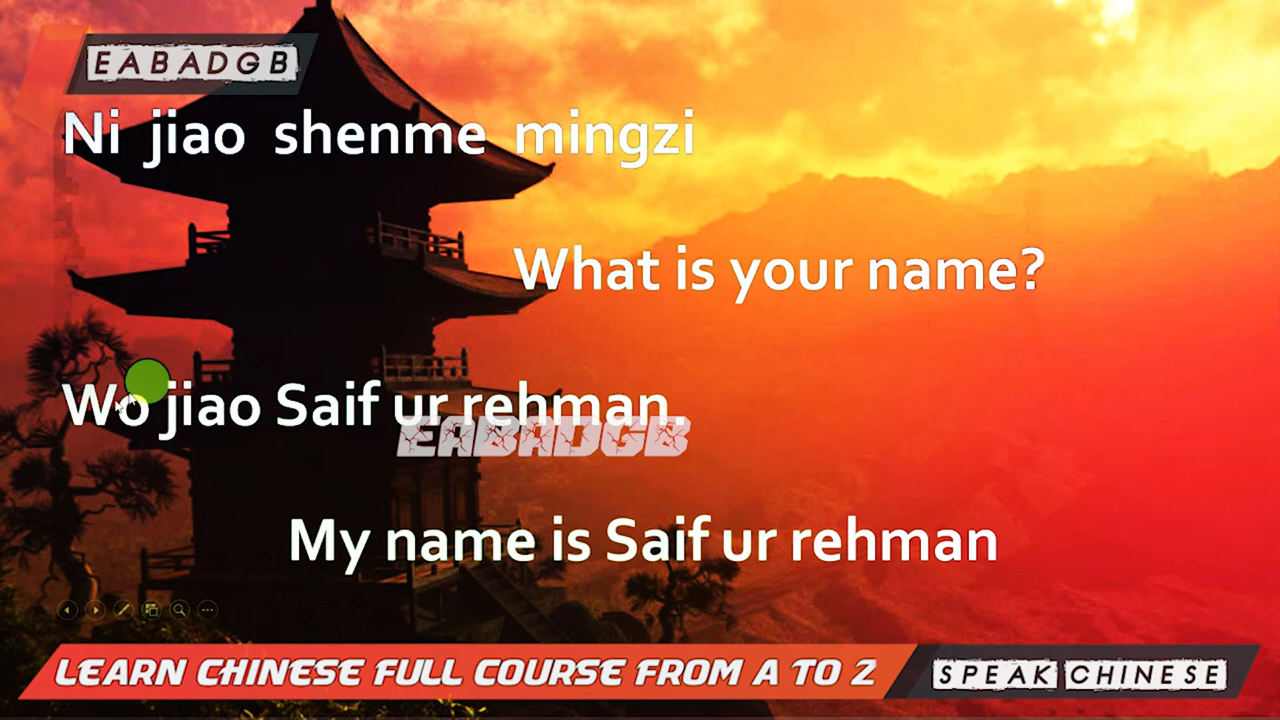 EABADGB
Ni jiao shenme mingzi
What is your name?
Wo jiao Saif ur rehman.
EABADGB
My name is Saif ur rehman
LEARN CHINESE FULL COURSE FROM A TO Z
SPEAK CHINESE